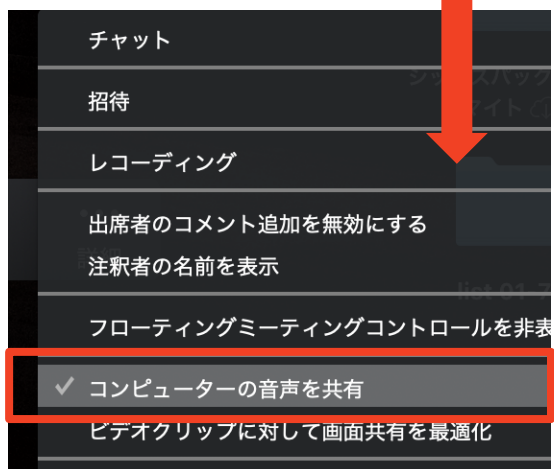 チャット
招待
レコーディング
出席者のコメント追加を無効にする
注釈者の名前を表示
フローティングミーティングコントロールを非表
コンピューターの音声を共有
ビデオクリップに対して画面共有を最適化